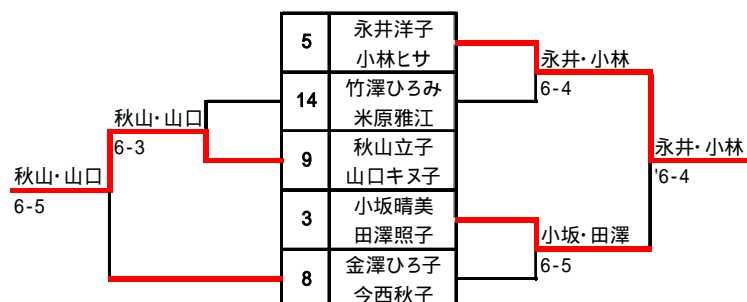 5
永井洋子
小林ヒサ
14
竹澤ひろみ
米原雅江
9
秋山立子
山口キヌ子
3
小坂晴美
田澤照子
8
金澤ひろ子
今西秋子
秋山・山口
6-3
秋山・山口
6-5
永井・小林
6-4
永井・小林
'6-4
小坂・田澤
6-5